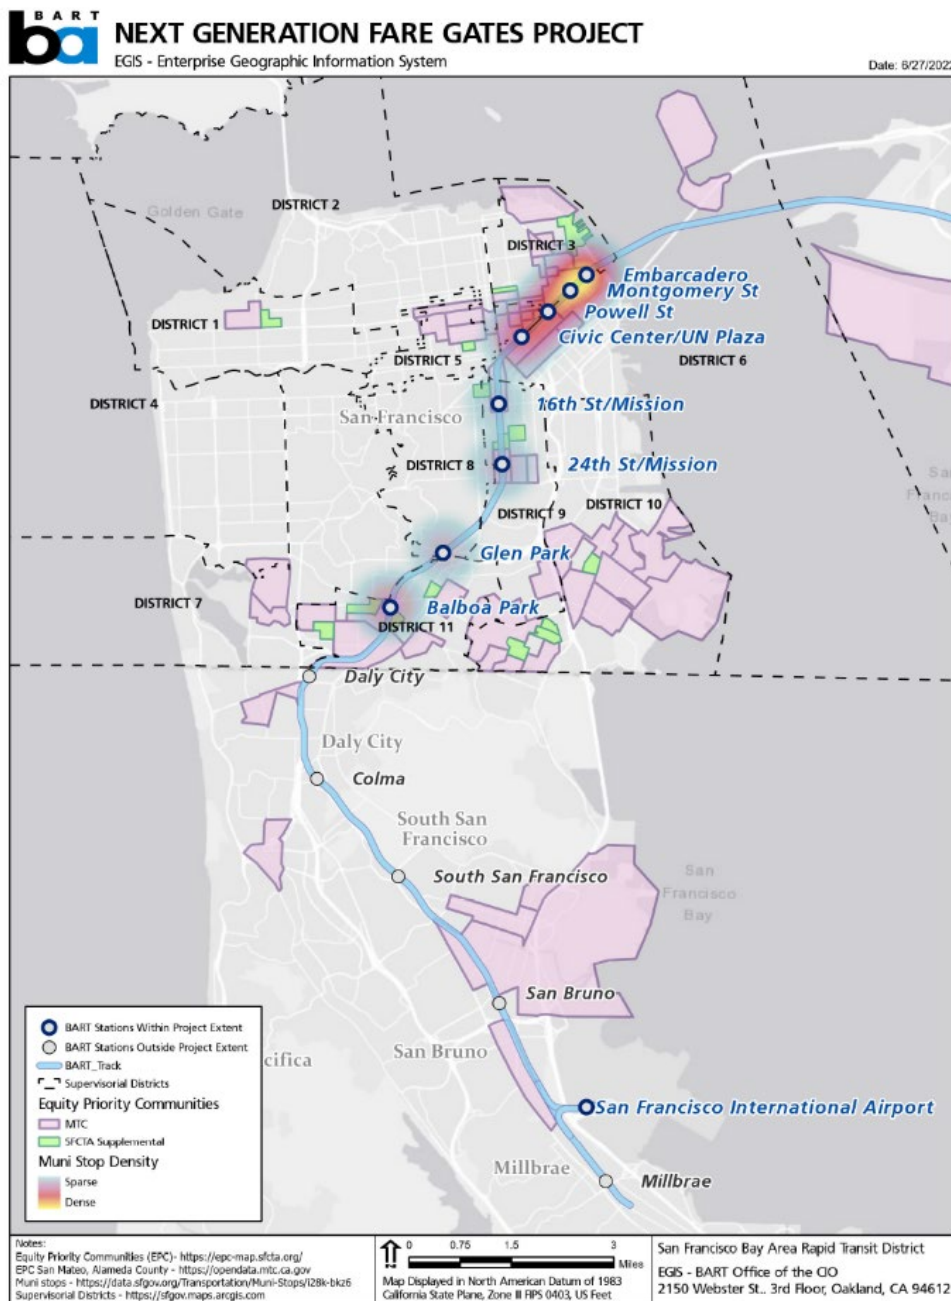 BART
ba
NEXT GENERATION FARE GATES PROJECT
EGIS - Enterprise Geographic Information System
Date: 6/27/2022
Golden Gate
DISTRICT 2
DISTRICT 3
Embarcadero
Montgomery St
Powell St
DISTRICT 1
Civic Center/UN Plaza
DISTRICT 5
DISTRICT 6
DISTRICT 4
San Francisco
16th St/Mission
DISTRICT 8
24th St/Mission
San
Francisco
Bay
DISTRICT 9
DISTRICT 10
Glen Park
DISTRICT 7
Balboa Park
DISTRICT 11
Daly City
Daly City
Colma
South San
Francisco
South San Francisco
San
Francisco
Bay
San Bruno
San Bruno
cifica
San Francisco International Airport
Millbrae
Millbrae
BART Stations Within Project Extent
BART Stations Outside Project Extent
BART_Track
Supervisorial Districts
Equity Priority Communities
MTC
SFCTA Supplemental
Muni Stop Density
Sparse
Dense
Notes:
Equity Priority Communities (EPC)- https://epc-map.sfcta.org/
EPC San Mateo, Alameda County - https://opendata.mtc.ca.gov
Muni stops - https://data.sfgov.org/Transportation/Muni-Stops/i28k-bkz6
Supervisorial Districts - https://sfgov.maps.arcgis.com
0 0.75 1.5 3
Miles
Map Displayed in North American Datum of 1983
California State Plane, Zone III FIPS 0403, US Feet
San Francisco Bay Area Rapid Transit District
EGIS - BART Office of the CIO
2150 Webster St.. 3rd Floor, Oakland, CA 94612